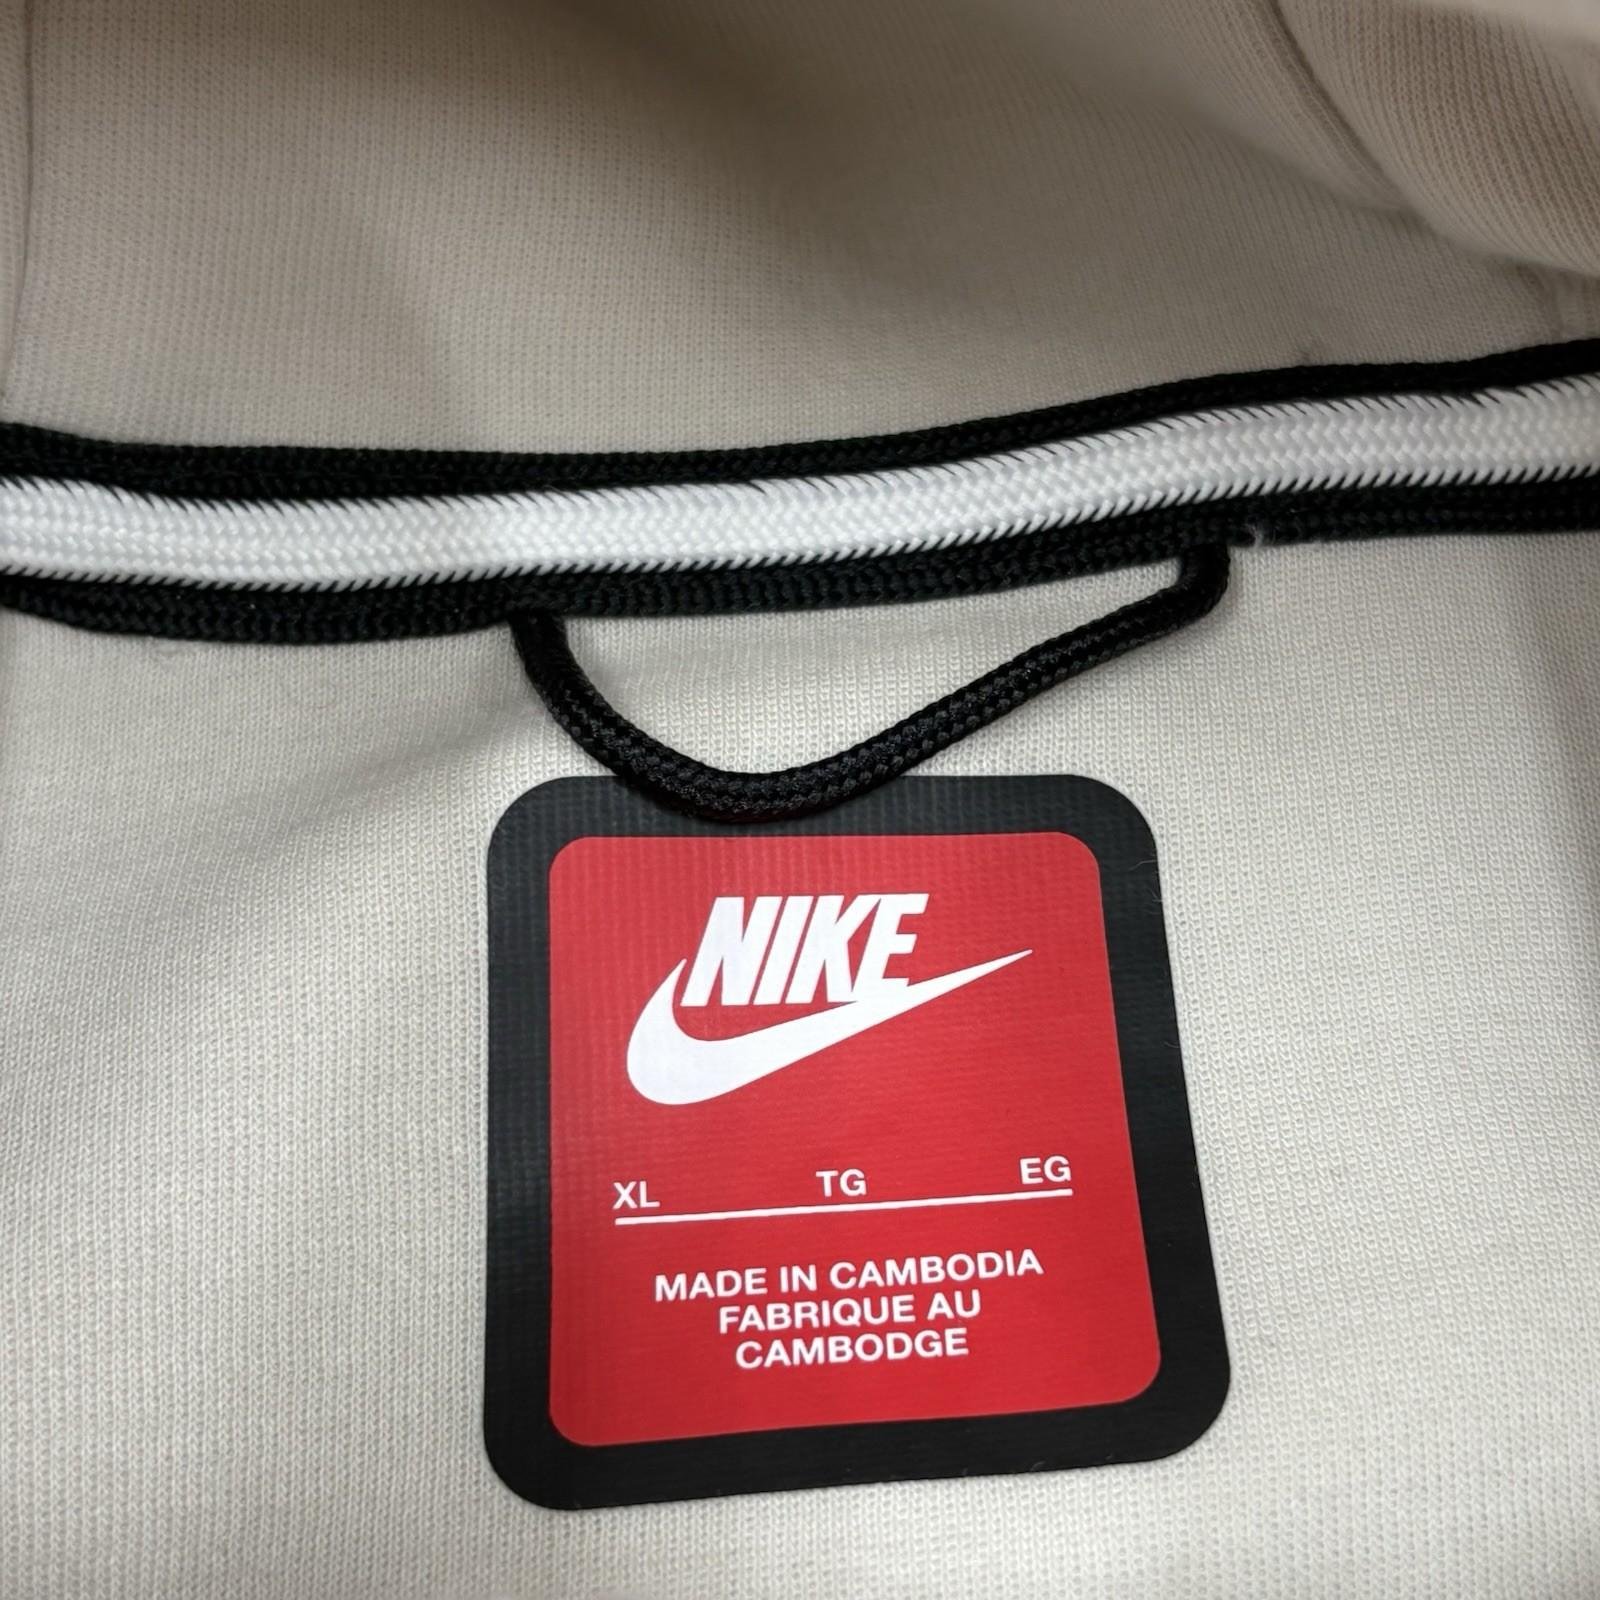 NIKE
XL TG EG
MADE IN CAMBODIA
FABRIQUE AU
CAMBODGE